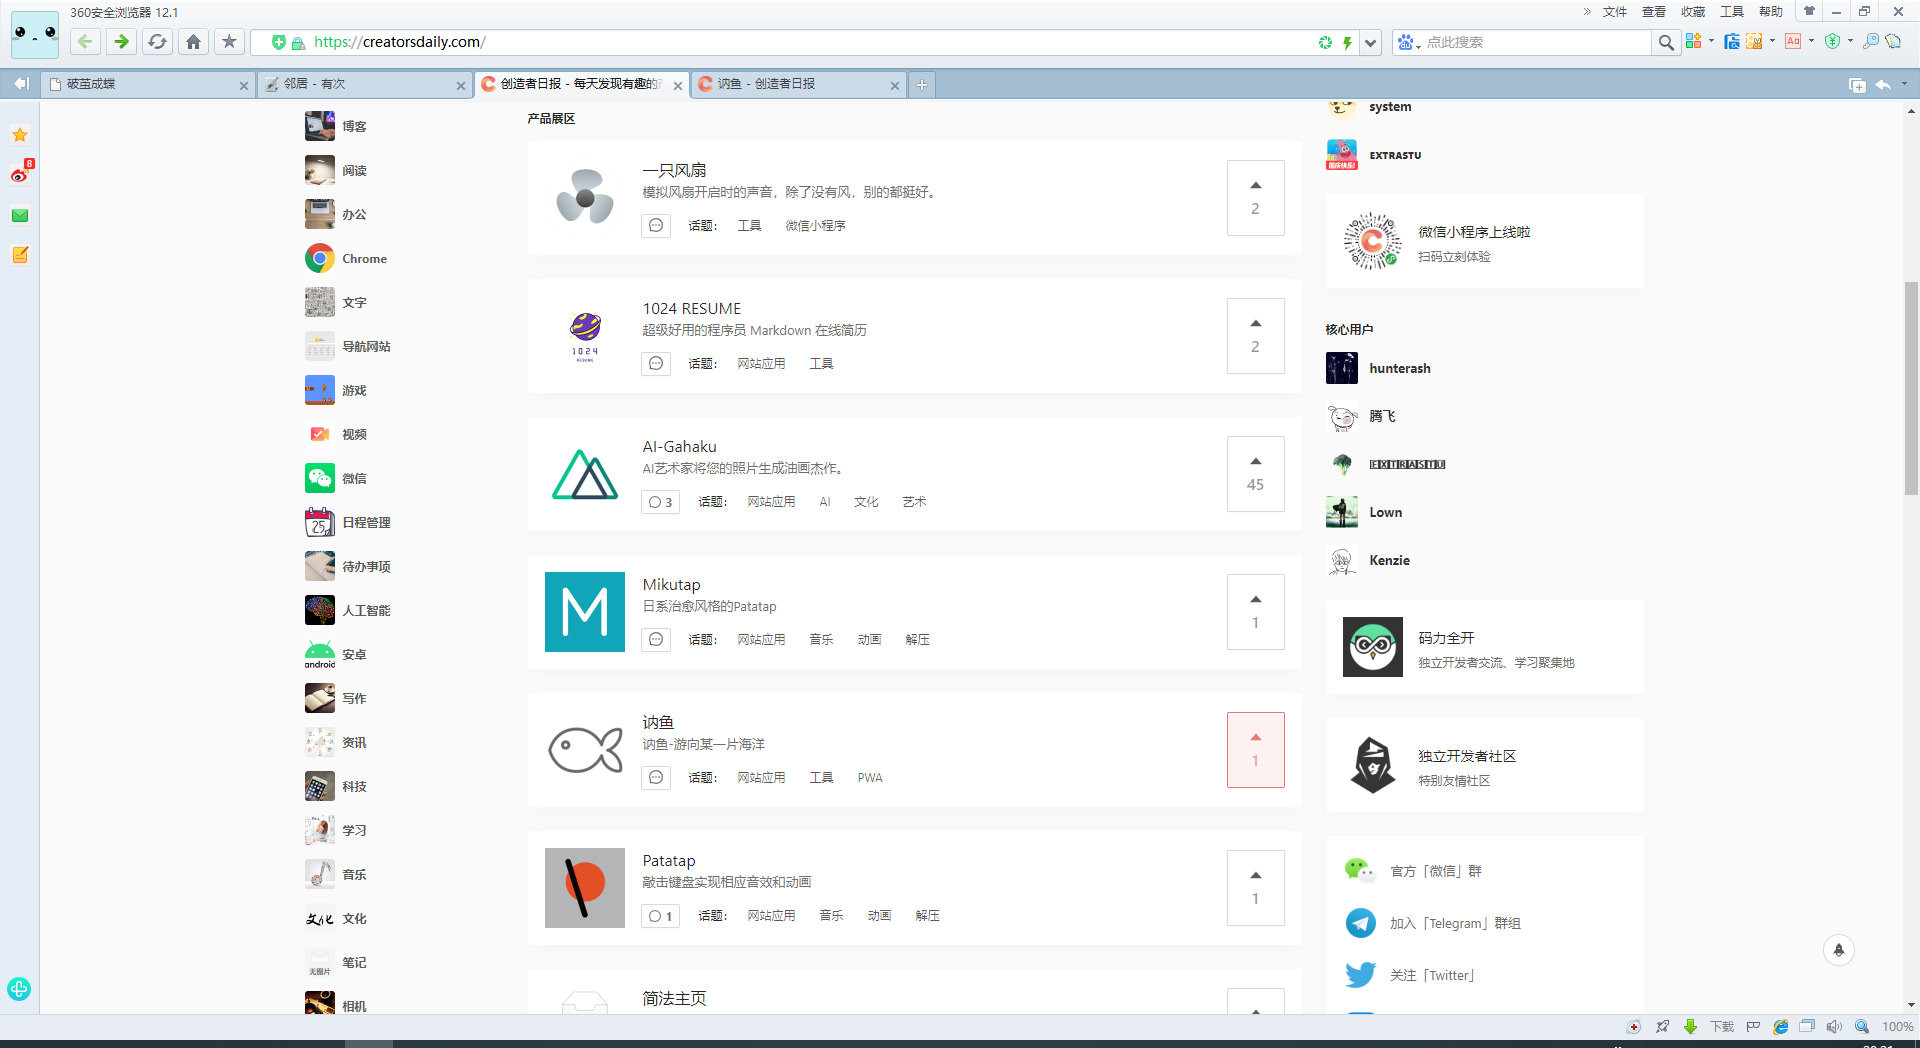 360安全浏览器 12.1
文件 查看 收藏 工具 帮助
https://creatorsdaily.com/
点此搜索
破茧成蝶
邻居 - 有次
创造者日报 - 每天发现有趣的
讷鱼 - 创造者日报
8
博客
阅读
办公
Chrome
文字
导航网站
游戏
视频
微信
日程管理
待办事项
人工智能
android
安卓
写作
资讯
科技
学习
音乐
文化
文化
无图片
笔记
相机
产品展区
一只风扇
模拟风扇开启时的声音，除了没有风，别的都挺好。
话题： 工具 微信小程序
2
1024 RESUME
超级好用的程序员 Markdown 在线简历
1024
RESUME
话题： 网站应用 工具
2
AI-Gahaku
AI艺术家将您的照片生成油画杰作。
3 话题： 网站应用 AI 文化 艺术
45
Mikutap
日系治愈风格的Patatap
M
话题： 网站应用 音乐 动画 解压
1
讷鱼
讷鱼-游向某一片海洋
话题： 网站应用 工具 PWA
1
Patatap
敲击键盘实现相应音效和动画
1 话题： 网站应用 音乐 动画 解压
1
简法主页
system
国庆快乐!
EXTRASTU
微信小程序上线啦
扫码立刻体验
核心用户
hunterash
腾飞
EXTRASTU
Lown
Kenzie
码力全开
独立开发者交流、学习聚集地
独立开发者社区
特别友情社区
官方「微信」群
加入「Telegram」群组
关注「Twitter」
下载
100%